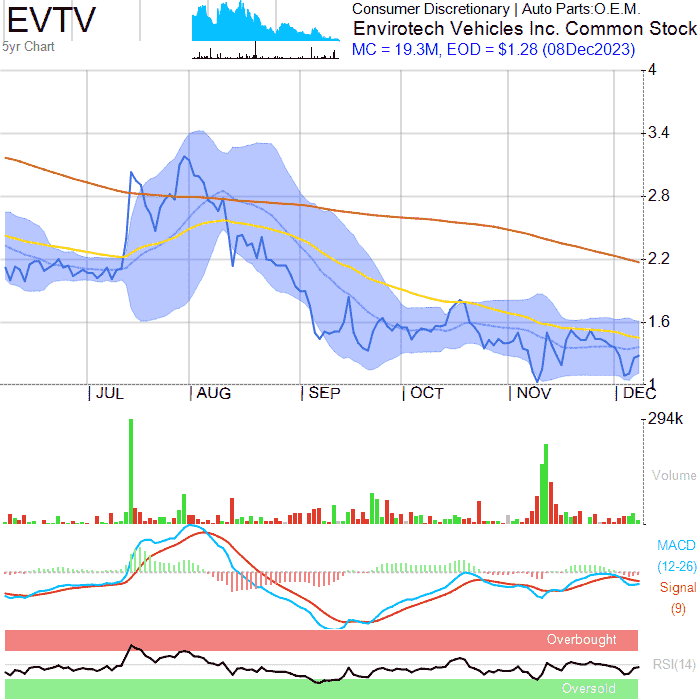 EVTV
5yr Chart
Consumer Discretionary | Auto Parts:O.E.M.
Envirotech Vehicles Inc. Common Stock
MC = 19.3M, EOD = $1.28 (08Dec2023)
4
3.4
2.8
2.2
1.6
1
JUL AUG SEP OCT NOV DEC
294k
Volume
MACD
(12-26)
Signal
(9)
Overbought
RSI(14)
Oversold